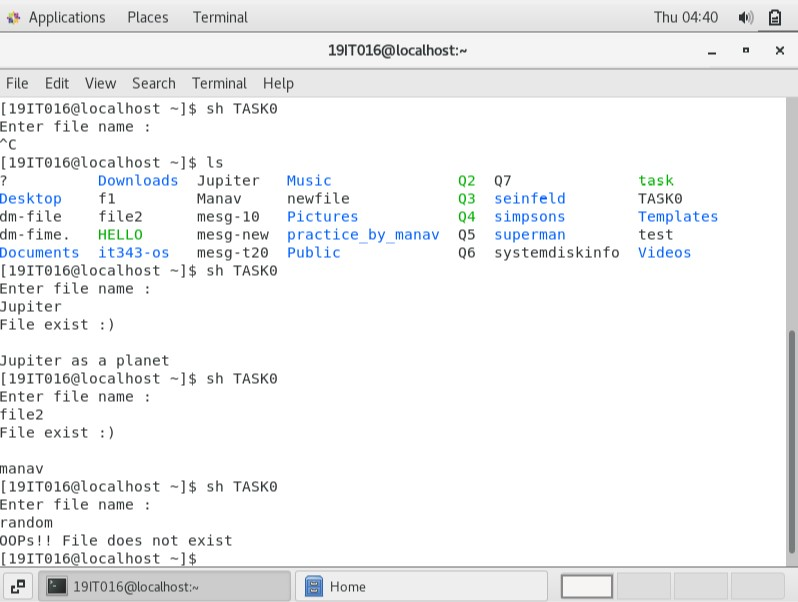 Applications Places Terminal Thu 04:40
19IT016@localhost:~
File Edit View Search Terminal Help
[19IT016@localhost ~]$ sh TASK0
Enter file name :
^C
[19IT016@localhost ~]$ ls
? Downloads Jupiter Music Q2 Q7 task
Desktop f1 Manav newfile Q3 seinfeld TASK0
dm-file file2 mesg-10 Pictures Q4 simpsons Templates
dm-fime. HELLO mesg-new practice_by_manav Q5 superman test
Documents it343-os mesg-t20 Public Q6 systemdiskinfo Videos
[19IT016@localhost ~]$ sh TASK0
Enter file name :
Jupiter
File exist :)
Jupiter as a planet
[19IT016@localhost ~]$ sh TASK0
Enter file name :
file2
File exist :)
manav
[19IT016@localhost ~]$ sh TASK0
Enter file name :
random
OOPs!! File does not exist
[19IT016@localhost ~]$
19IT016@localhost:~ Home